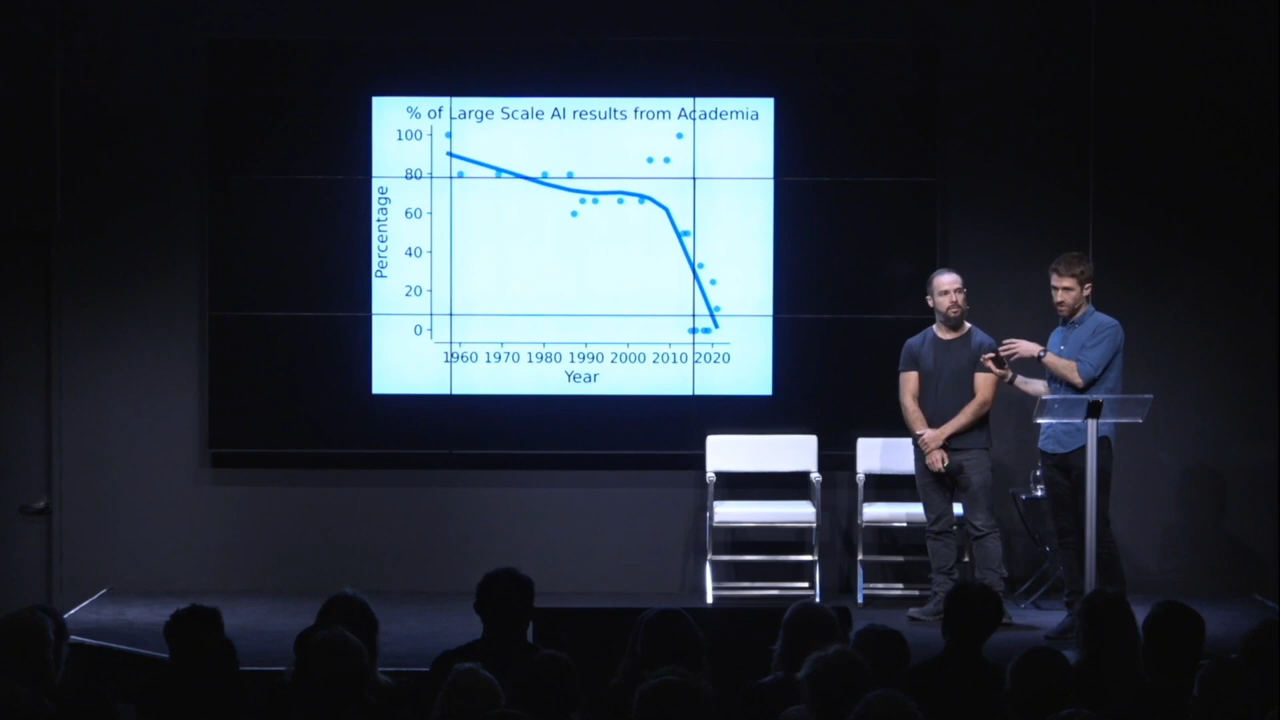 % of Large Scale AI results from Academia
100
80
60
40
20
0
Percentage
1960 1970 1980 1990 2000 2010 2020
Year